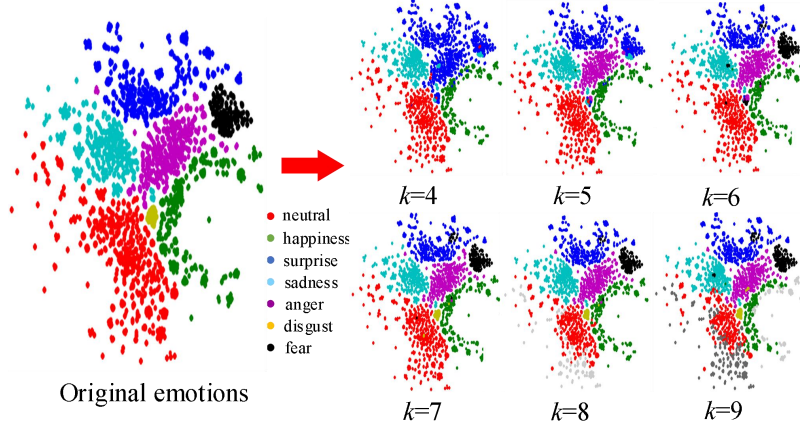 k=4
k=5
k=6
neutral
happiness
surprise
sadness
anger
disgust
fear
Original emotions
k=7
k=8
k=9